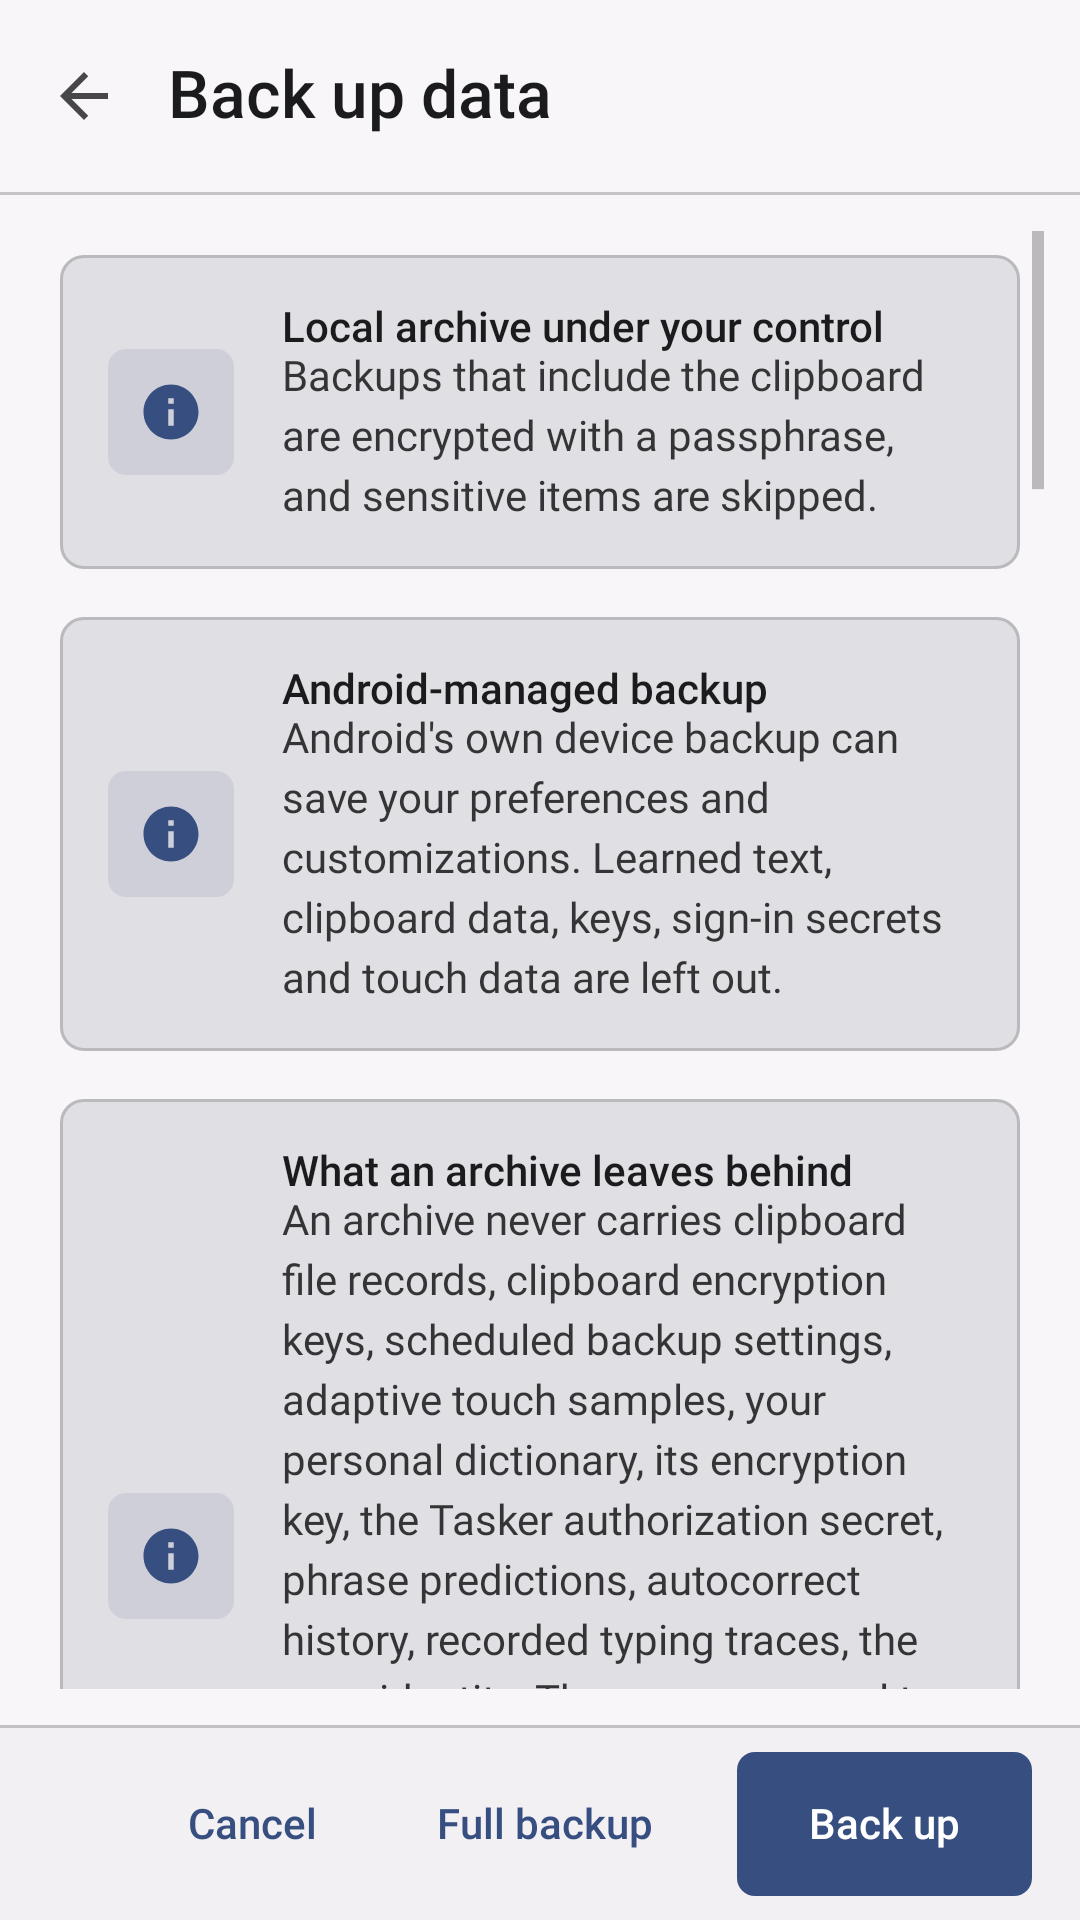 Back up data
Local archive under your control
Backups that include the clipboard
are encrypted with a passphrase,
and sensitive items are skipped.
Android-managed backup
Android's own device backup can
save your preferences and
customizations. Learned text,
clipboard data, keys, sign-in secrets
and touch data are left out.
What an archive leaves behind
An archive never carries clipboard
file records, clipboard encryption
keys, scheduled backup settings,
adaptive touch samples, your
personal dictionary, its encryption
key, the Tasker authorization secret,
phrase predictions, autocorrect
history, recorded typing traces, the
Cancel
Full backup
Back up